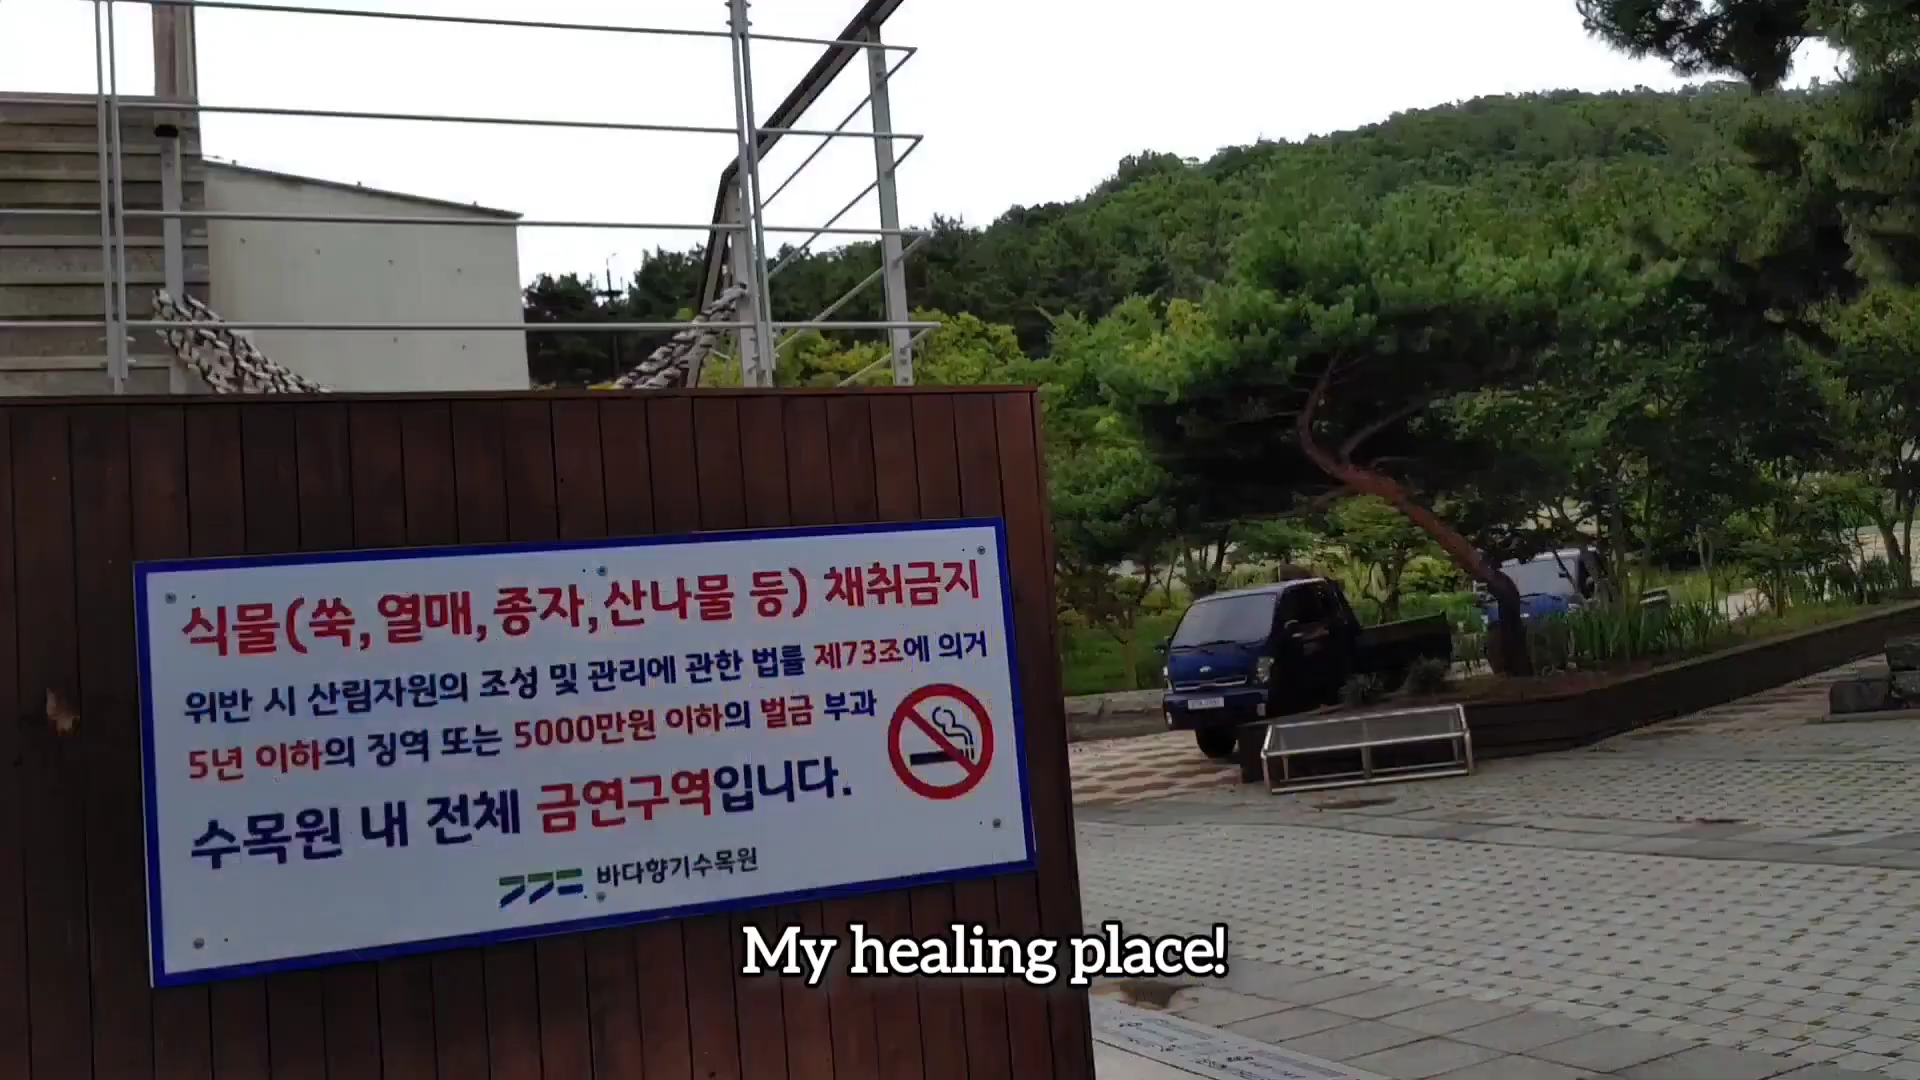 식물(쑥,열매,종자,산나물 등) 채취금지
위반 시 산림자원의 조성 및 관리에 관한 법률 제73조에 의거
5년 이하의 징역 또는 5000만원 이하의 벌금 부과
수목원 내 전체 금연구역입니다.
바다향기수목원
My healing place!